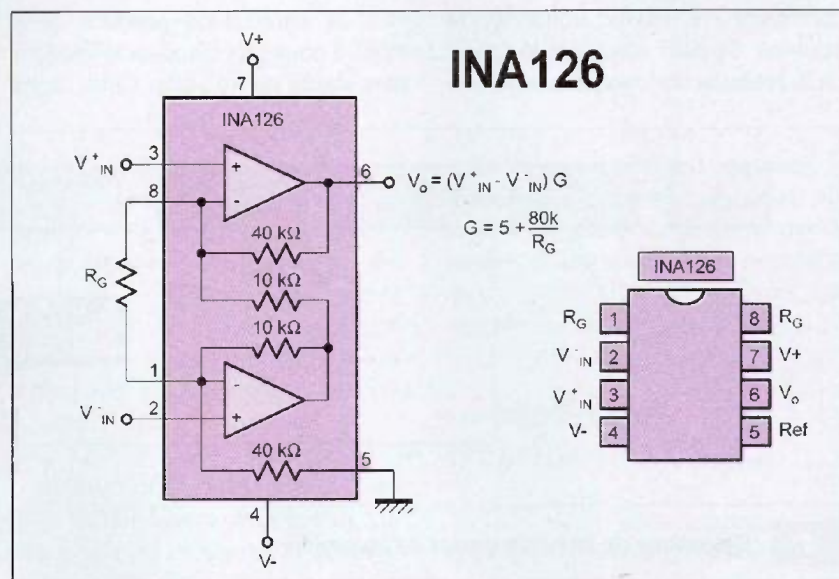 V+
7
INA126
INA126
V⁺IN 3
8
+
-
6
Vo = (V⁺IN - V⁻IN) G
G = 5 + 80k
RG
40 kΩ
10 kΩ
RG
10 kΩ
1
-
V⁻IN 2
+
40 kΩ
5
4
V-
INA126
RG 1
8 RG
V⁻IN 2
7 V+
V⁺IN 3
6 Vo
V- 4
5 Ref